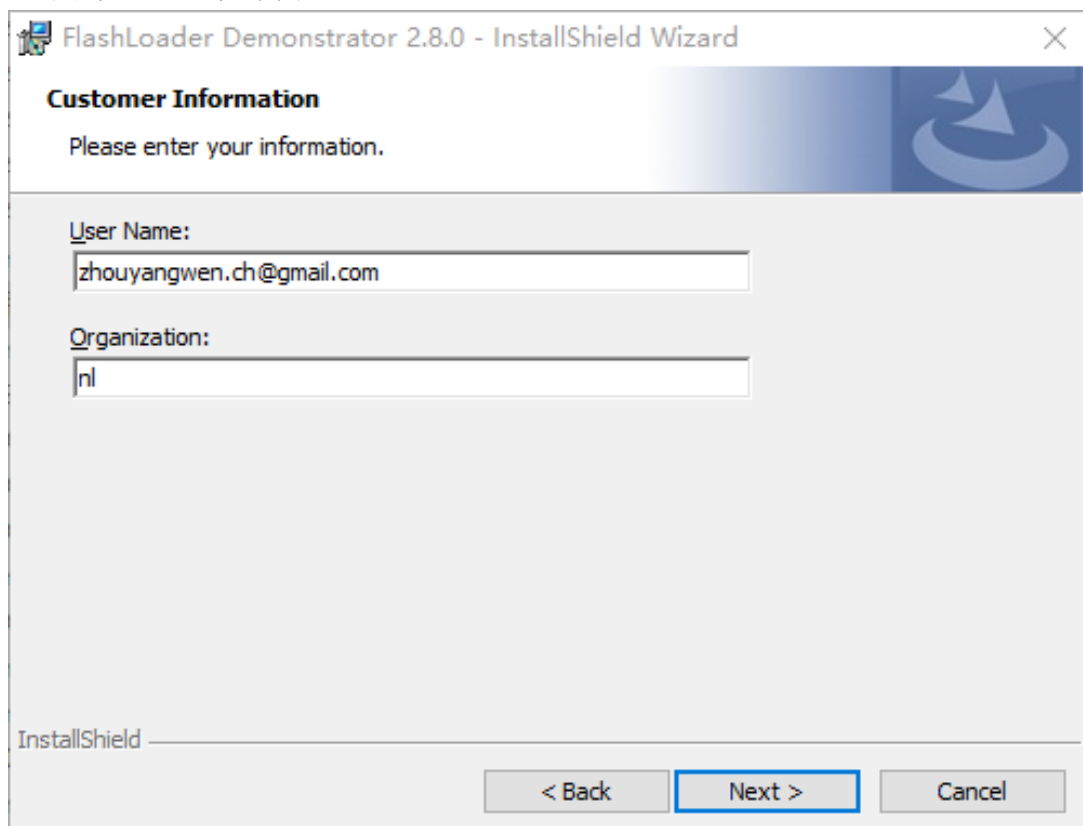 FlashLoader Demonstrator 2.8.0 - InstallShield Wizard
Customer Information
Please enter your information.
User Name:
zhouyangwen.ch@gmail.com
Organization:
nl
InstallShield
< Back
Next >
Cancel